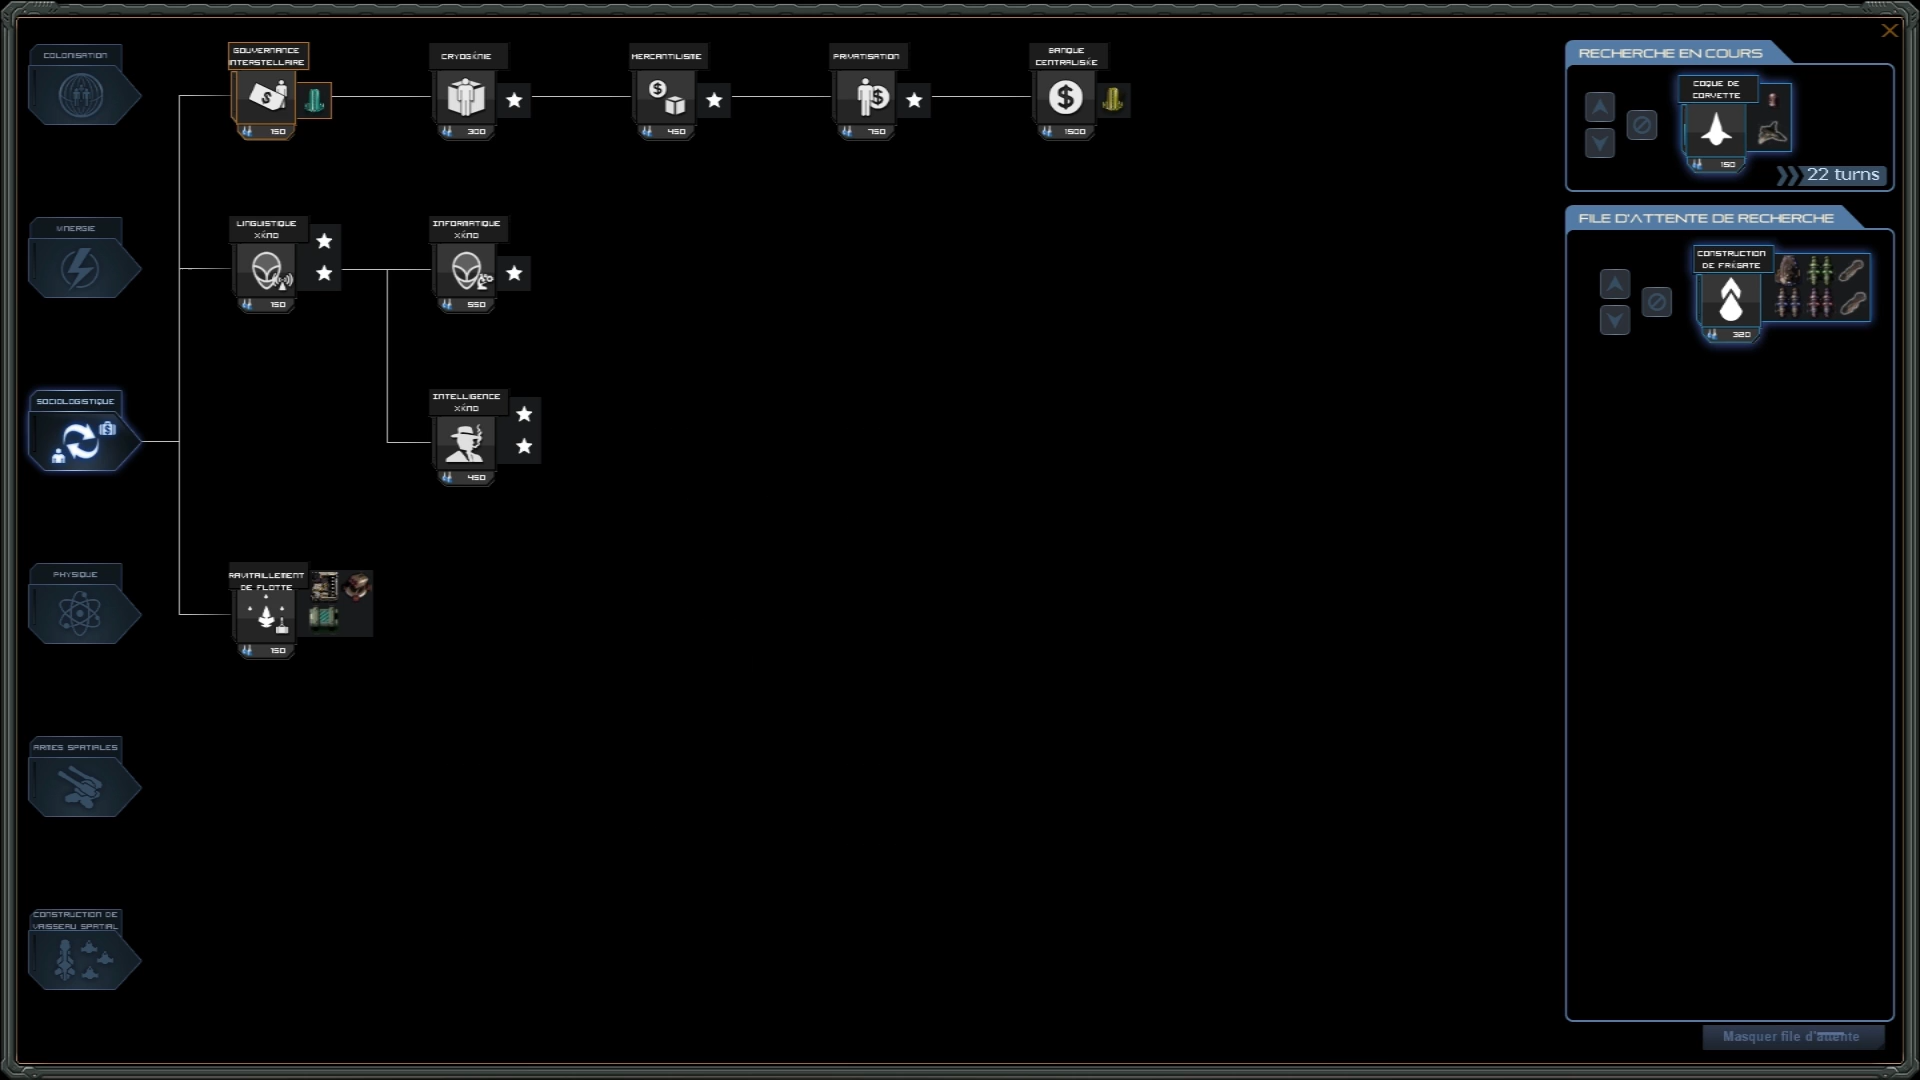 COLONISATION
GOUVERNANCE
INTERSTELLAIRE
150
CRYOGÉNIE
300
MERCANTILISME
450
PRIVATISATION
750
BANQUE
CENTRALISÉE
1500
RECHERCHE EN COURS
COQUE DE
CORVETTE
150
22 turns
FILE D'ATTENTE DE RECHERCHE
CONSTRUCTION
DE FRÉGATE
320
ÉNERGIE
LINGUISTIQUE
XÉNO
150
INFORMATIQUE
XÉNO
550
SOCIOLOGISTIQUE
INTELLIGENCE
XÉNO
450
PHYSIQUE
RAVITAILLEMENT
DE FLOTTE
150
ARMES SPATIALES
CONSTRUCTION DE
VAISSEAU SPATIAL
Masquer file d'attente